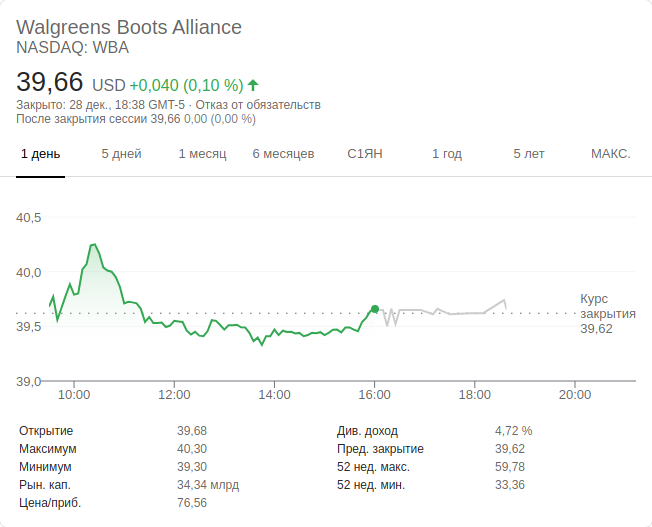 Walgreens Boots Alliance
NASDAQ: WBA
39,66 USD +0,040 (0,10 %)
Закрыто: 28 дек., 18:38 GMT-5 · Отказ от обязательств
После закрытия сессии 39,66 0,00 (0,00 %)
1 день 5 дней 1 месяц 6 месяцев С1ЯН 1 год 5 лет МАКС.
40,5
40,0
39,5
39,0
Курс
закрытия
39,62
10:00 12:00 14:00 16:00 18:00 20:00
Открытие 39,68 Див. доход 4,72 %
Максимум 40,30 Пред. закрытие 39,62
Минимум 39,30 52 нед. макс. 59,78
Рын. кап. 34,34 млрд 52 нед. мин. 33,36
Цена/приб. 76,56